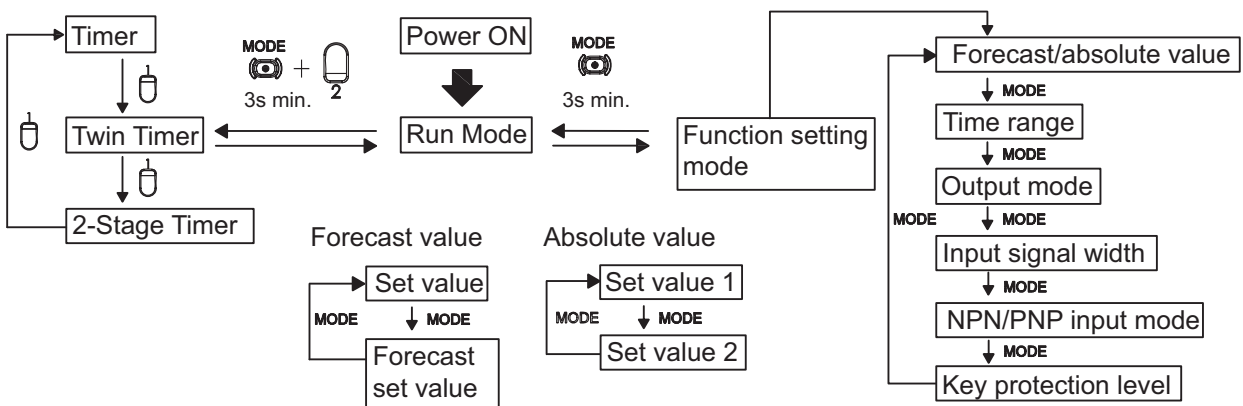 Timer
1
Twin Timer
1
1
2-Stage Timer
MODE
+
2
3s min.
Power ON
Run Mode
MODE
3s min.
Function setting
mode
Forecast/absolute value
MODE
Time range
MODE
Output mode
MODE
MODE
Input signal width
MODE
NPN/PNP input mode
MODE
Key protection level
Forecast value
Set value
MODE
MODE
Forecast
set value
Absolute value
Set value 1
MODE
MODE
Set value 2